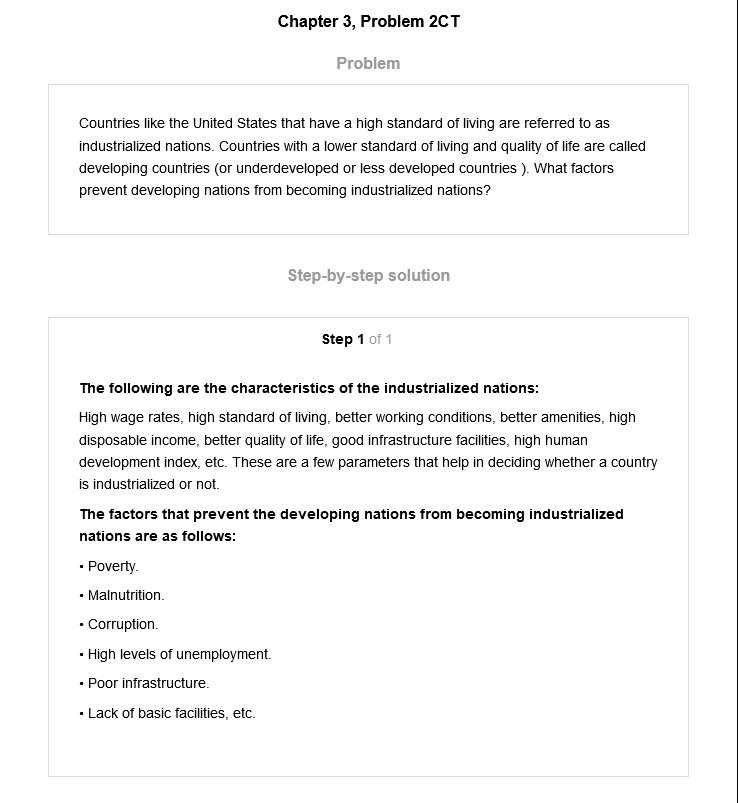 Chapter 3, Problem 2CT
Problem
Countries like the United States that have a high standard of living are referred to as
industrialized nations. Countries with a lower standard of living and quality of life are called
developing countries (or underdeveloped or less developed countries ). What factors
prevent developing nations from becoming industrialized nations?
Step-by-step solution
Step 1 of 1
The following are the characteristics of the industrialized nations:
High wage rates, high standard of living, better working conditions, better amenities, high
disposable income, better quality of life, good infrastructure facilities, high human
development index, etc. These are a few parameters that help in deciding whether a country
is industrialized or not.
The factors that prevent the developing nations from becoming industrialized
nations are as follows:
• Poverty.
• Malnutrition.
• Corruption.
• High levels of unemployment.
• Poor infrastructure.
• Lack of basic facilities, etc.